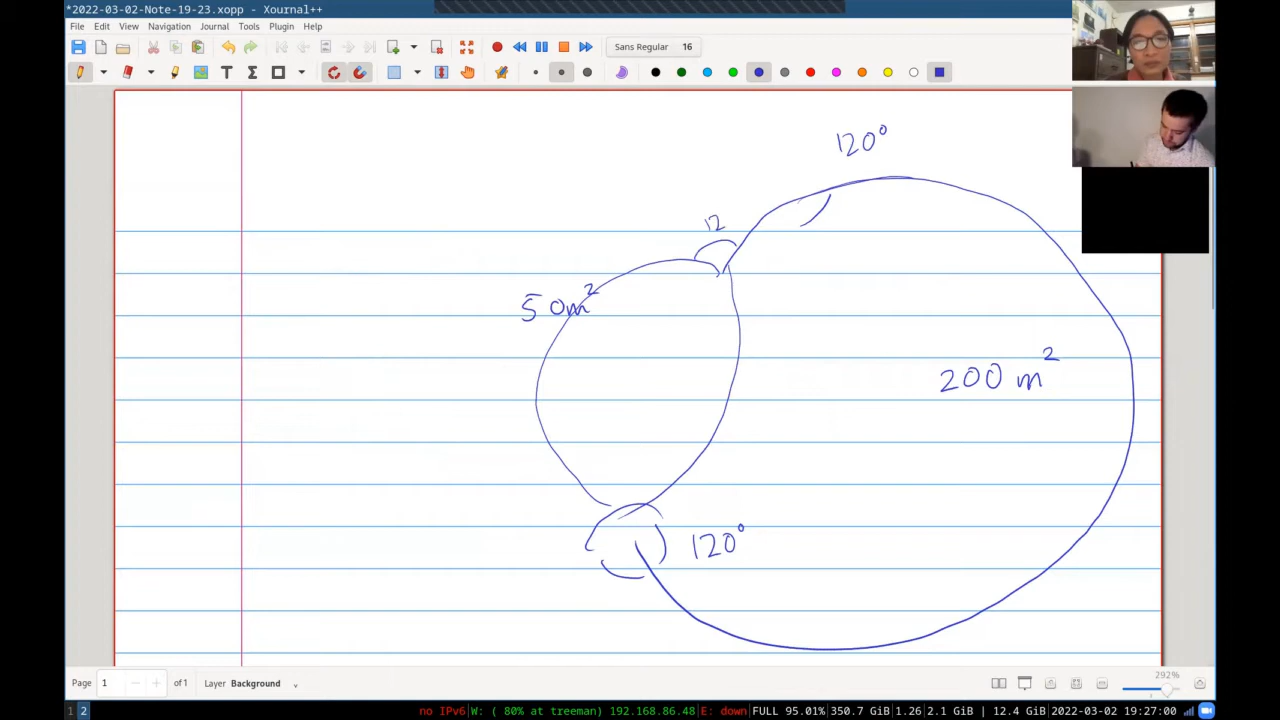 *2022-03-02-Note-19-23.xopp - Xournal++
File Edit View Navigation Journal Tools Plugin Help
Sans Regular 16
120°
12
50m²
200 m²
120°
292%
Page 1 of 1 Layer Background
1 2 no IPv6 W: ( 80% at treeman) 192.168.86.48 E: down FULL 95.01% 350.7 GiB 1.26 2.1 GiB | 12.4 GiB 2022-03-02 19:27:00